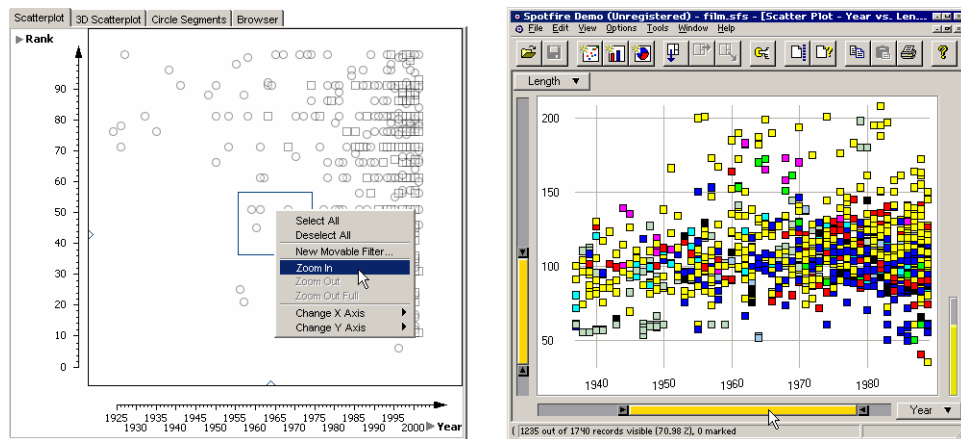 Scatterplot 3D Scatterplot Circle Segments Browser
Rank
90
80
70
60
50
40
30
20
10
0
Select All
Deselect All
New Movable Filter...
Zoom In
Zoom Out
Zoom Out Full
Change X Axis
Change Y Axis
1925 1935 1945 1955 1965 1975 1985 1995
1930 1940 1950 1960 1970 1980 1990 2000 Year
Spotfire Demo (Unregistered) - film.sfs - [Scatter Plot - Year vs. Len...
File Edit View Options Tools Window Help
Length
200
150
100
50
1940 1950 1960 1970 1980
Year
1235 out of 1740 records visible (70.98 %), 0 marked